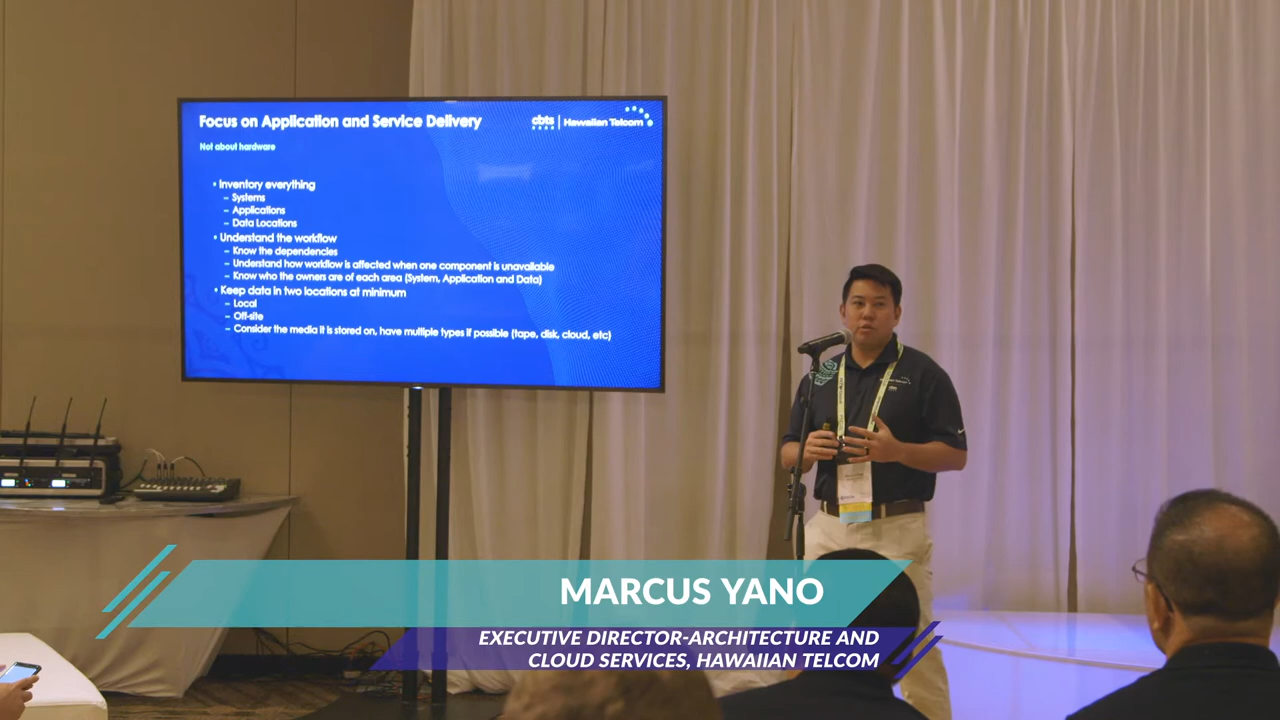 Focus on Application and Service Delivery
cbts | Hawaiian Telcom
Not about hardware
• Inventory everything
– Systems
– Applications
– Data Locations
• Understand the workflow
– Know the dependencies
– Understand how workflow is affected when one component is unavailable
– Know who the owners are of each area (System, Application and Data)
• Keep data in two locations at minimum
– Local
– Off-site
– Consider the media it is stored on, have multiple types if possible (tape, disk, cloud, etc)
MARCUS YANO
EXECUTIVE DIRECTOR-ARCHITECTURE AND
CLOUD SERVICES, HAWAIIAN TELCOM